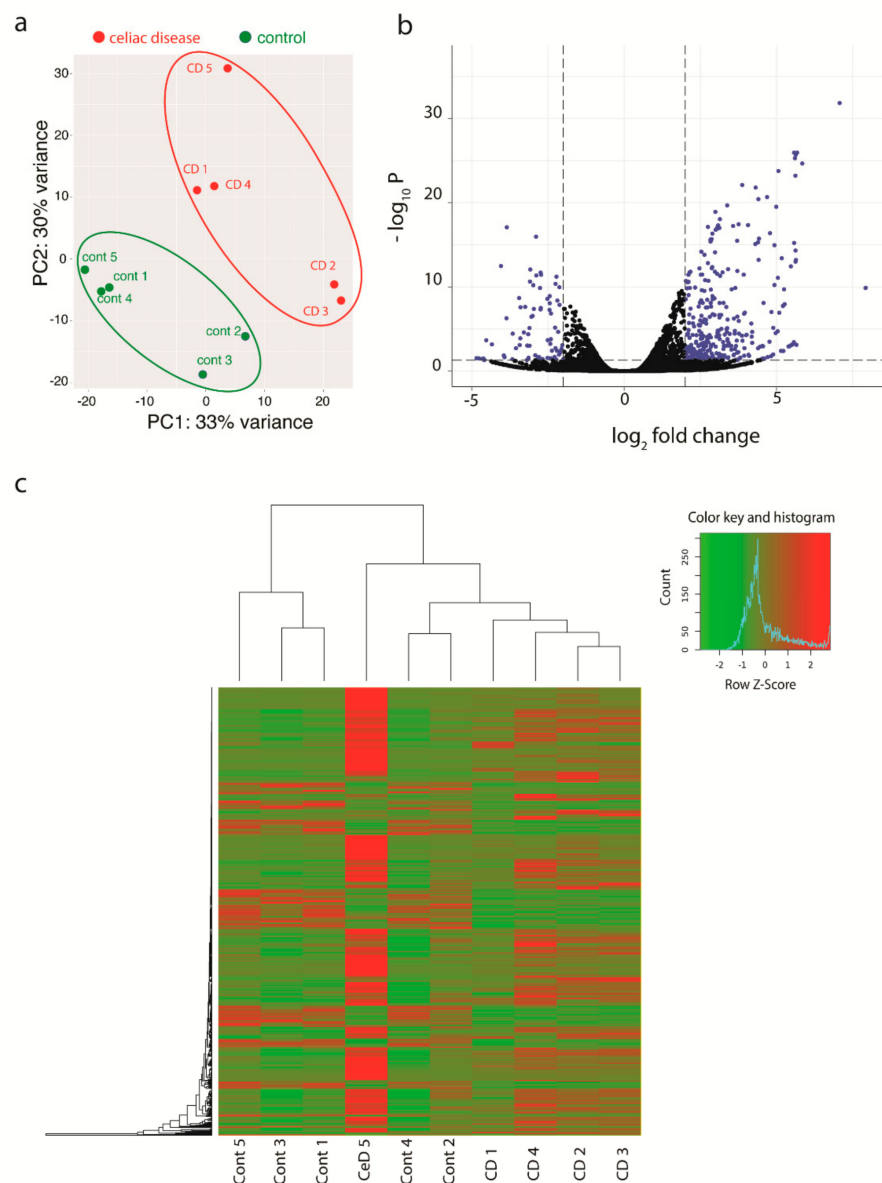 a
celiac disease
control
30
20
10
0
-10
-20
PC2: 30% variance
CD 5
CD 1
CD 4
CD 2
CD 3
cont 5
cont 1
cont 4
cont 2
cont 3
-20
-10
0
10
20
PC1: 33% variance
b
30
20
10
0
- log10 P
-5
0
5
log2 fold change
c
Color key and histogram
Count
250
150
50
0
-2
-1
0
1
2
Row Z-Score
Cont 5
Cont 3
Cont 1
CeD 5
Cont 4
Cont 2
CD 1
CD 4
CD 2
CD 3